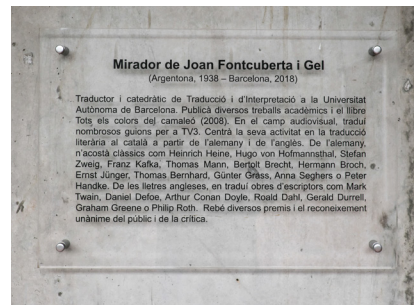 Mirador de Joan Fontcuberta i Gel
(Argentona, 1938 – Barcelona, 2018)
Traductor i catedràtic de Traducció i d'Interpretació a la Universitat
Autònoma de Barcelona. Publicà diversos treballs acadèmics i el llibre
Tots els colors del camaleó (2008). En el camp audiovisual, traduí
nombrosos guions per a TV3. Centrà la seva activitat en la traducció
literària al català a partir de l'alemany i de l'anglès. De l'alemany,
n'acostà clàssics com Heinrich Heine, Hugo von Hofmannsthal, Stefan
Zweig, Franz Kafka, Thomas Mann, Bertolt Brecht, Hermann Broch,
Ernst Jünger, Thomas Bernhard, Günter Grass, Anna Seghers o Peter
Handke. De les lletres angleses, en traduí obres d'escriptors com Mark
Twain, Daniel Defoe, Arthur Conan Doyle, Roald Dahl, Gerald Durrell,
Graham Greene o Philip Roth. Rebé diversos premis i el reconeixement
unànime del públic i de la crítica.